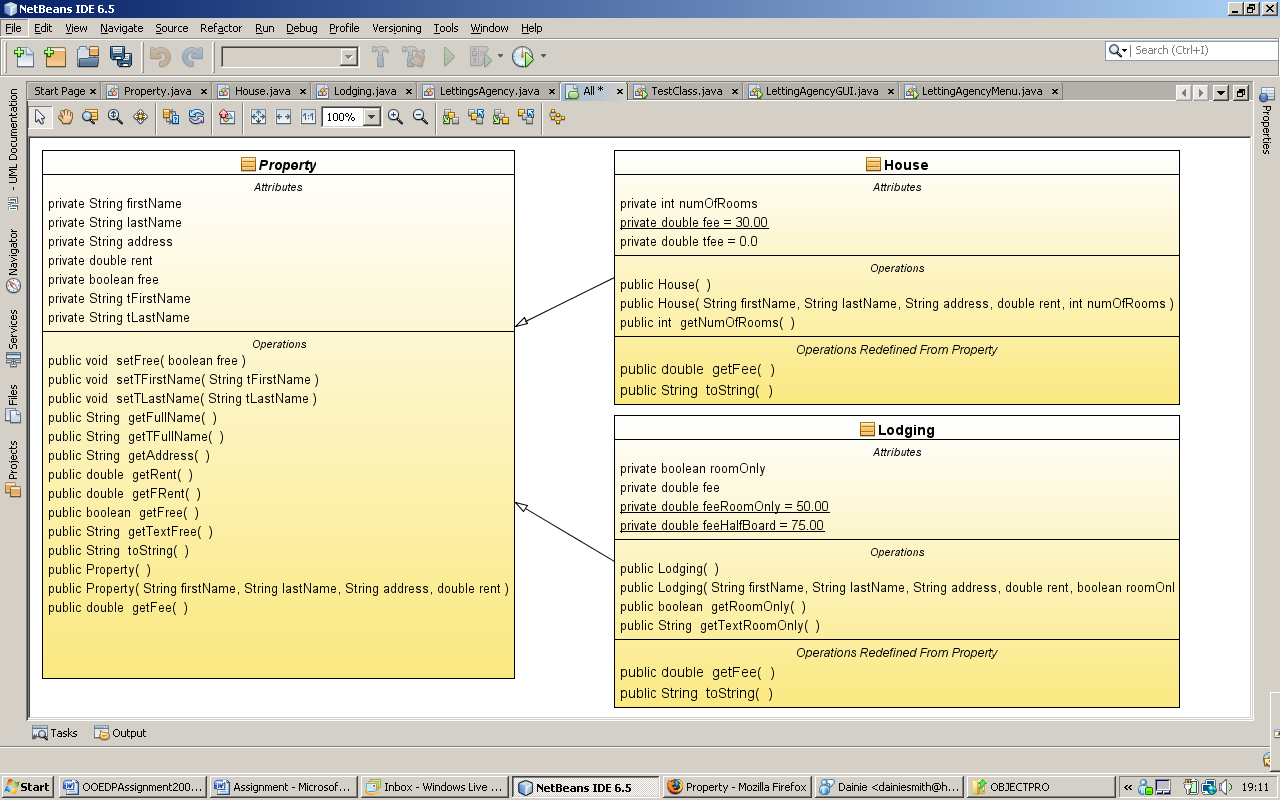 NetBeans IDE 6.5
File Edit View Navigate Source Refactor Run Debug Profile Versioning Tools Window Help
Search (Ctrl+I)
Start Page Property.java House.java Lodging.java LettingsAgency.java All * TestClass.java LettingAgencyGUI.java LettingAgencyMenu.java
100%
- UML Documentation
Navigator
Services
Files
Projects
Properties
Property
Attributes
private String firstName
private String lastName
private String address
private double rent
private boolean free
private String tFirstName
private String tLastName
Operations
public void setFree( boolean free )
public void setTFirstName( String tFirstName )
public void setTLastName( String tLastName )
public String getFullName( )
public String getTFullName( )
public String getAddress( )
public double getRent( )
public double getFRent( )
public boolean getFree( )
public String getTextFree( )
public String toString( )
public Property( )
public Property( String firstName, String lastName, String address, double rent )
public double getFee( )
House
Attributes
private int numOfRooms
private double fee = 30.00
private double tfee = 0.0
Operations
public House( )
public House( String firstName, String lastName, String address, double rent, int numOfRooms )
public int getNumOfRooms( )
Operations Redefined From Property
public double getFee( )
public String toString( )
Lodging
Attributes
private boolean roomOnly
private double fee
private double feeRoomOnly = 50.00
private double feeHalfBoard = 75.00
Operations
public Lodging( )
public Lodging( String firstName, String lastName, String address, double rent, boolean roomOnl
public boolean getRoomOnly( )
public String getTextRoomOnly( )
Operations Redefined From Property
public double getFee( )
public String toString( )
Tasks Output
Start OOEDPAssignment200... Assignment - Microsof... Inbox - Windows Live ... NetBeans IDE 6.5 Property - Mozilla Firefox Dainie <dainiesmith@h... OBJECTPRO « 19:11